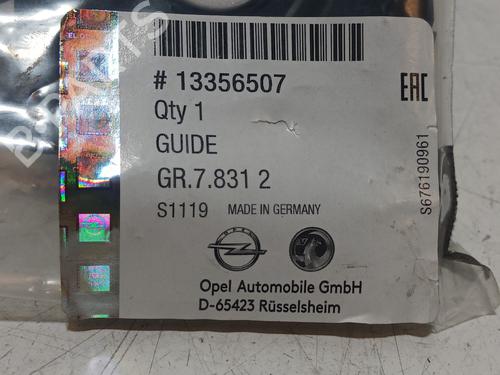 # 13356507
Qty 1
GUIDE
GR.7.831 2
S1119 MADE IN GERMANY
Opel Automobile GmbH
D-65423 Rüsselsheim
EAC
S676190961